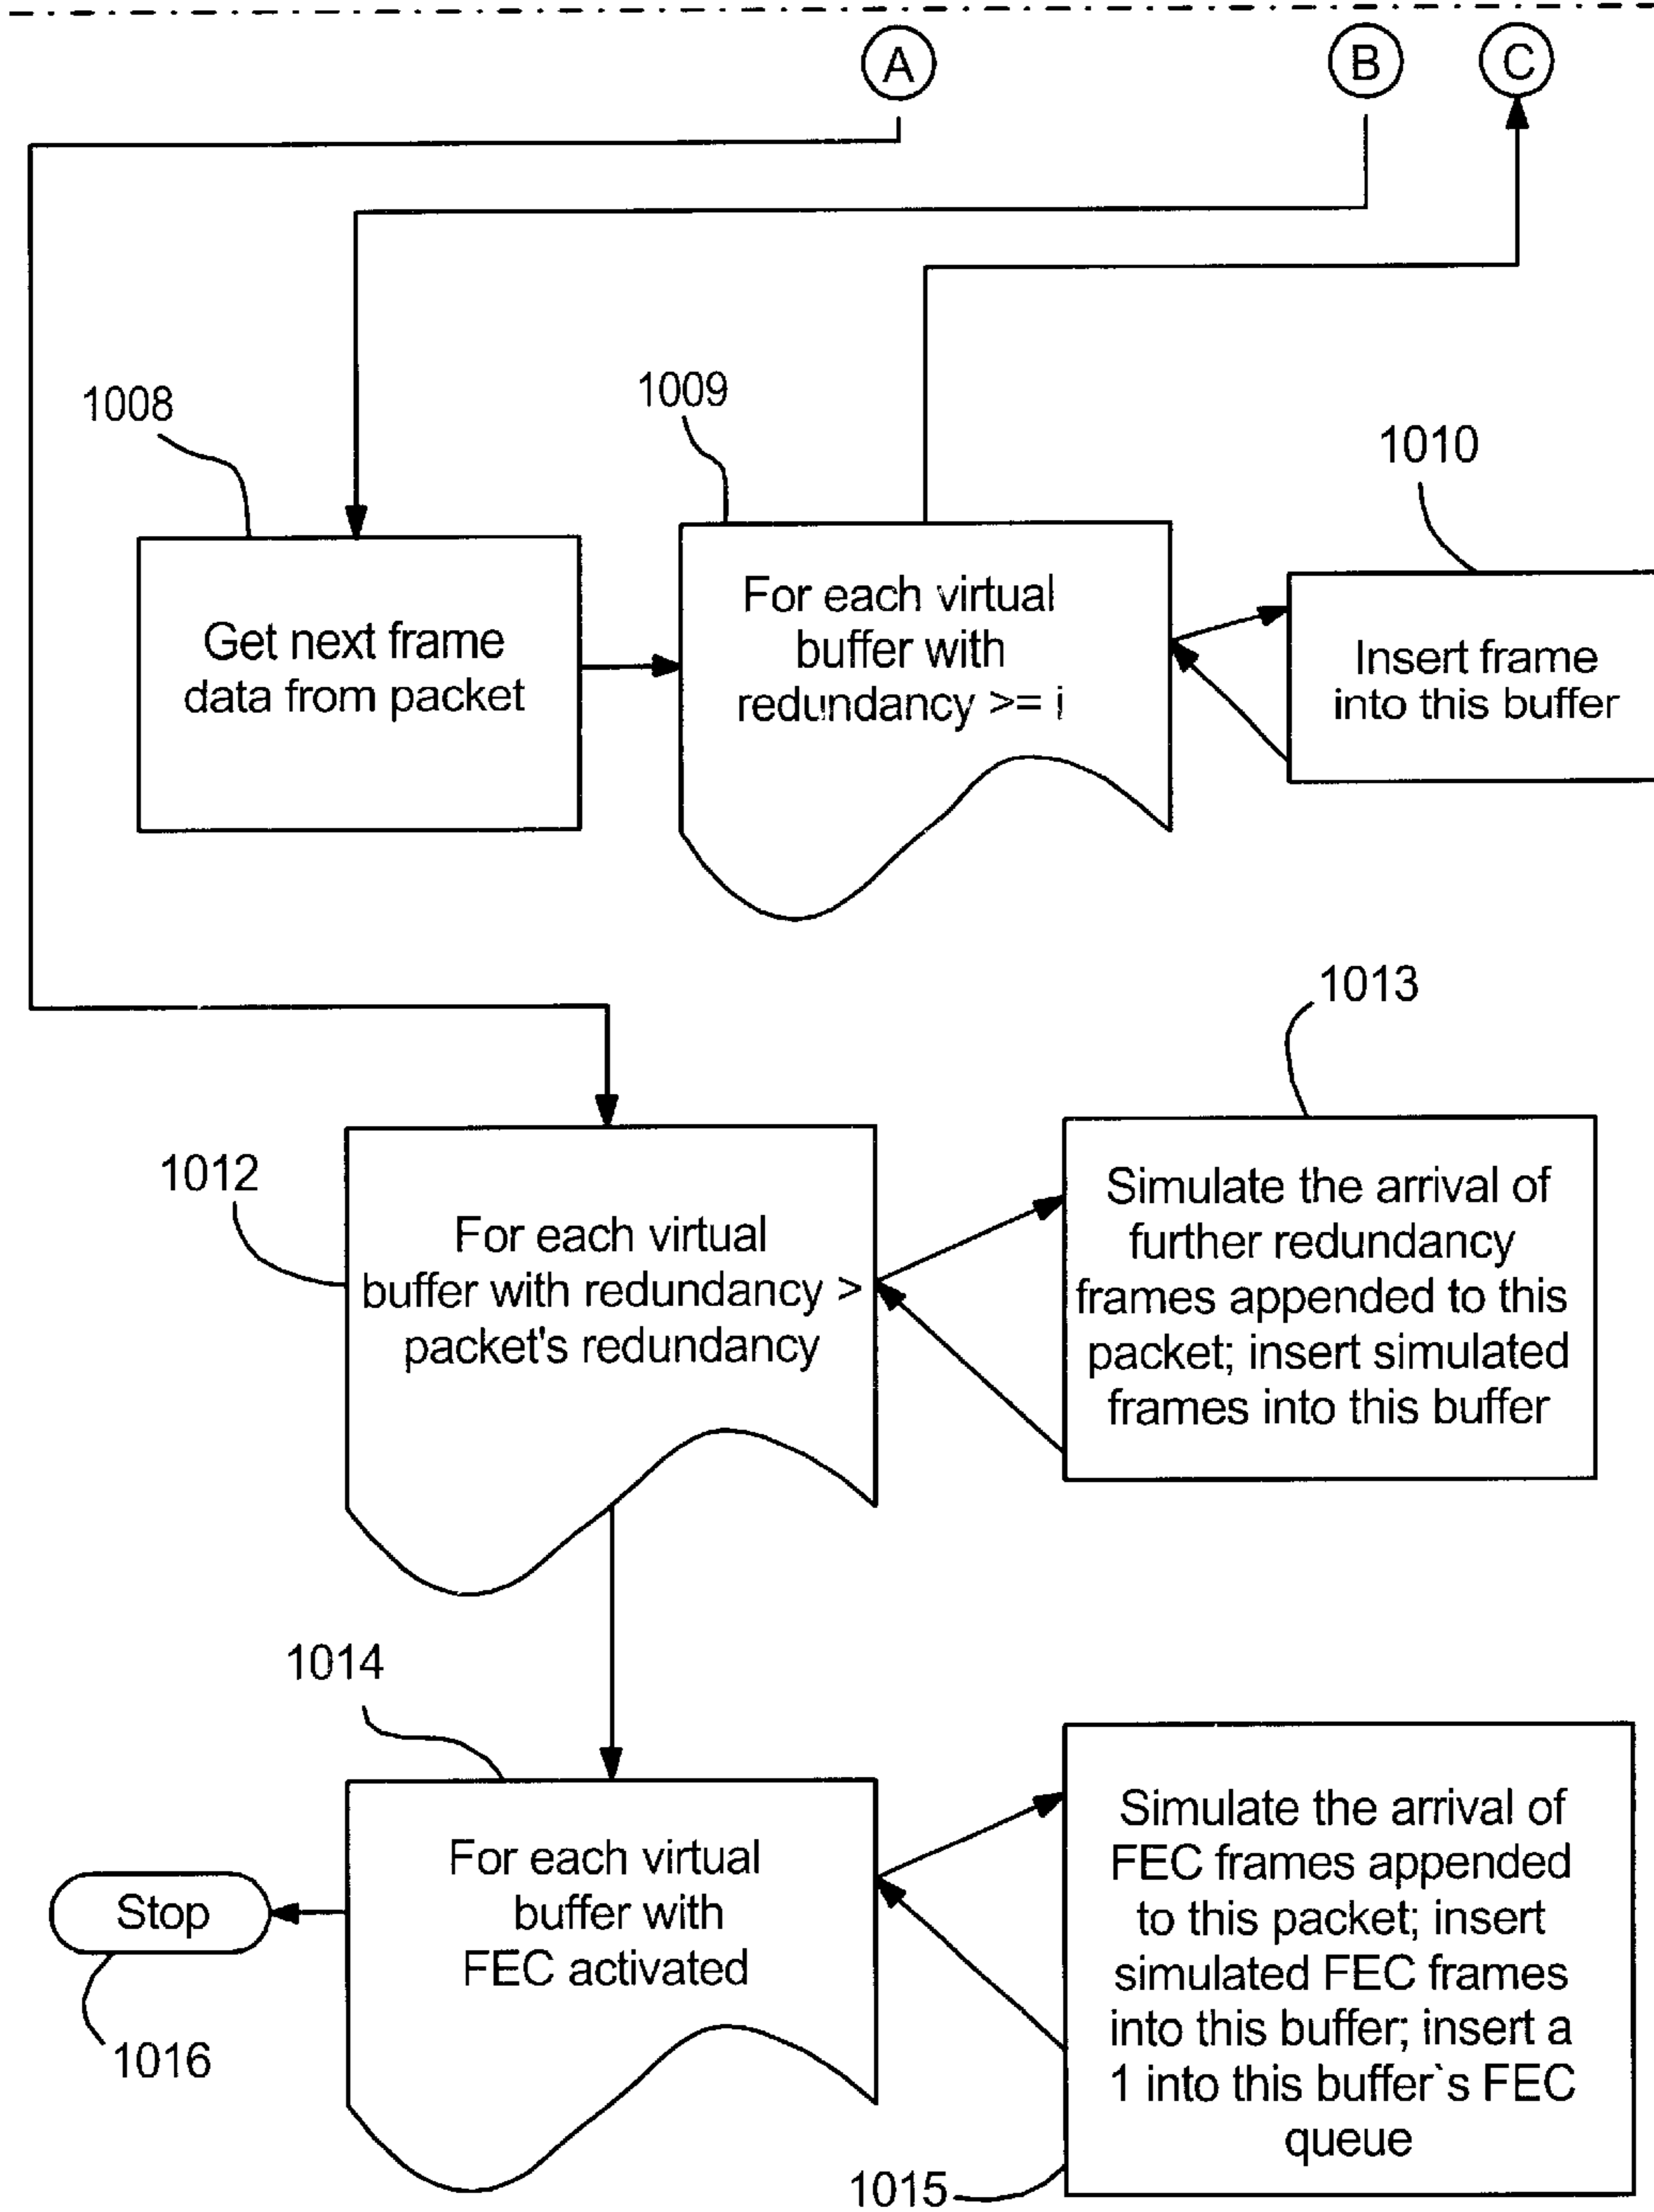 A
B
C
1008
1009
1010
Get next frame
data from packet
For each virtual
buffer with
redundancy >= i
Insert frame
into this buffer
1013
1012
For each virtual
buffer with redundancy >
packet's redundancy
Simulate the arrival of
further redundancy
frames appended to this
packet; insert simulated
frames into this buffer
1014
Stop
1016
For each virtual
buffer with
FEC activated
Simulate the arrival of
FEC frames appended
to this packet; insert
simulated FEC frames
into this buffer; insert a
1 into this buffer`s FEC
queue
1015